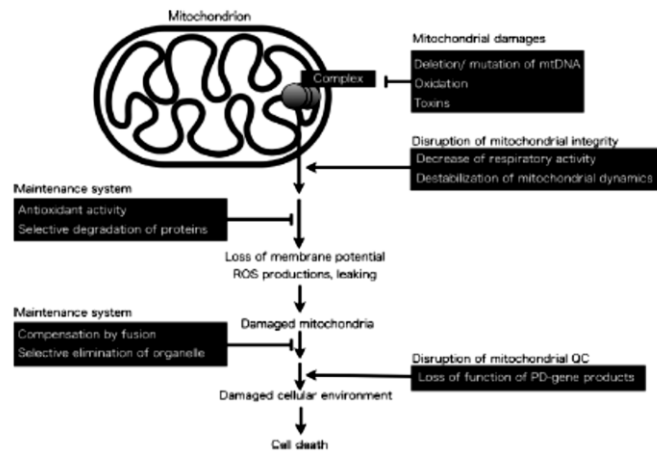 Mitochondrion
Complex
Mitochondrial damages
Deletion/ mutation of mtDNA
Oxidation
Toxins
Disruption of mitochondrial integrity
Decrease of respiratory activity
Destabilization of mitochondrial dynamics
Maintenance system
Antioxidant activity
Selective degradation of proteins
Loss of membrane potential
ROS productions, leaking
Maintenance system
Compensation by fusion
Selective elimination of organelle
Damaged mitochondria
Disruption of mitochondrial QC
Loss of function of PD-gene products
Damaged cellular environment
Cell death